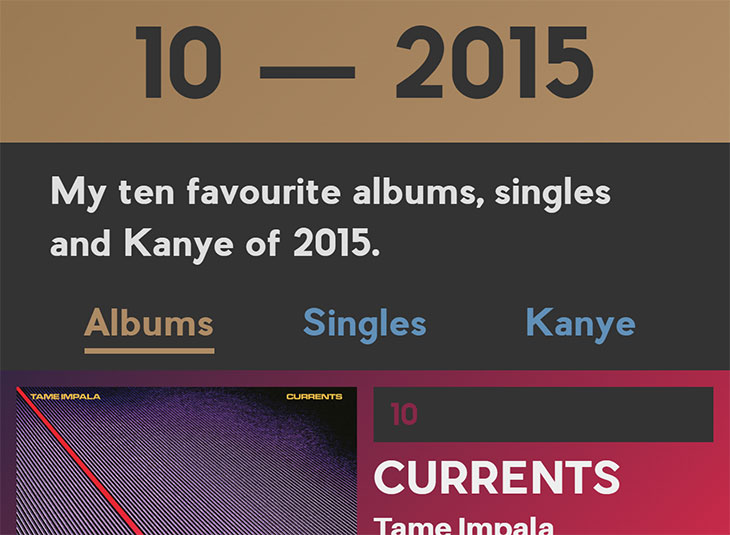 10 — 2015
My ten favourite albums, singles
and Kanye of 2015.
Albums Singles Kanye
TAME IMPALA CURRENTS
10
CURRENTS
Tame Impala